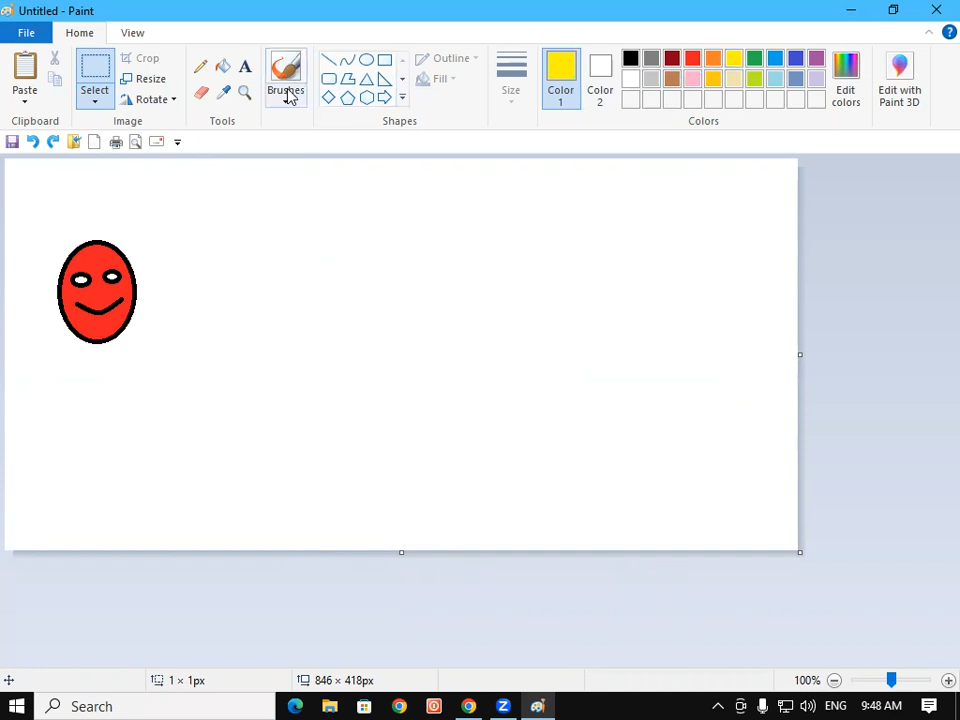 Untitled - Paint
File Home View
Paste
Select
Crop
Resize
Rotate
Brushes
Outline
Fill
Size
Color 1
Color 2
Edit colors
Edit with Paint 3D
Clipboard Image Tools Shapes Colors
1 × 1px 846 × 418px 100%
Search ENG 9:48 AM